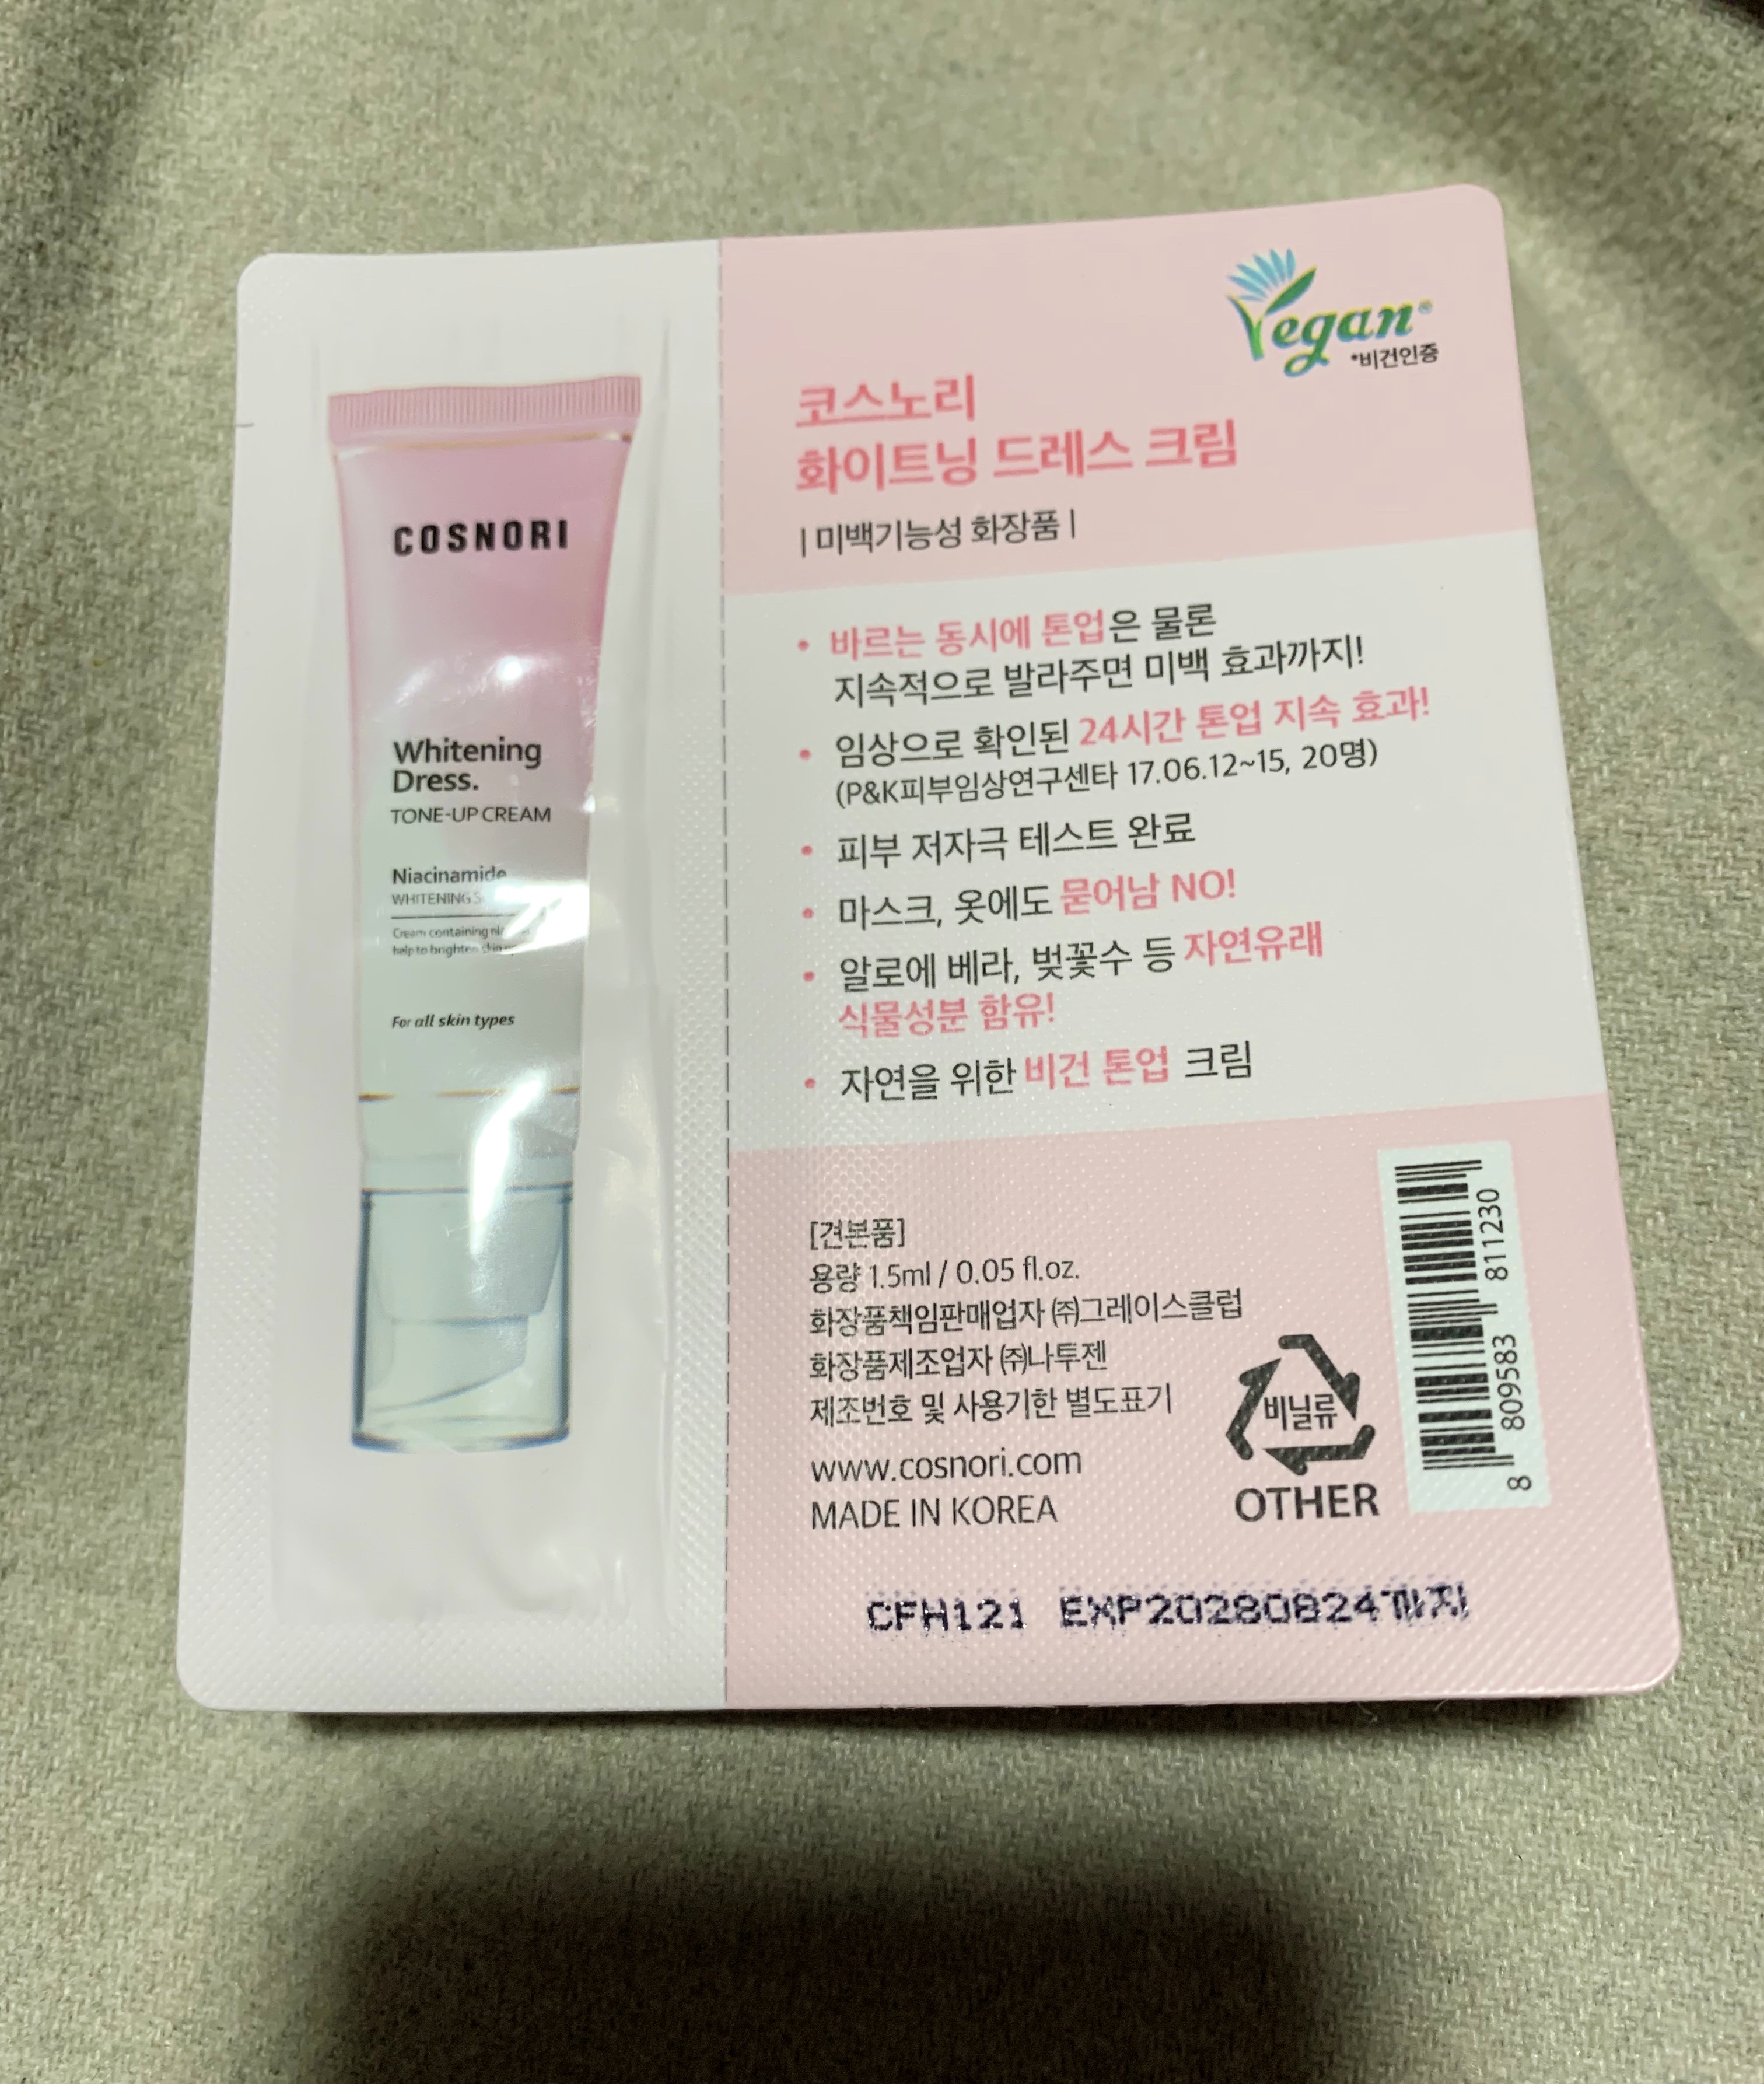 COSNORI
Whitening
Dress.
TONE-UP CREAM
Niacinamide
WHITENING
Cream containing
help to brighten skin
For all skin types
Vegan®
*비건인증
코스노리
화이트닝 드레스 크림
| 미백기능성 화장품 |
• 바르는 동시에 톤업은 물론
지속적으로 발라주면 미백 효과까지!
• 임상으로 확인된 24시간 톤업 지속 효과!
(P&K피부임상연구센타 17.06.12~15, 20명)
• 피부 저자극 테스트 완료
• 마스크, 옷에도 묻어남 NO!
• 알로에 베라, 벚꽃수 등 자연유래
식물성분 함유!
• 자연을 위한 비건 톤업 크림
[견본품]
용량 1.5ml / 0.05 fl.oz.
화장품책임판매업자 ㈜그레이스클럽
화장품제조업자 ㈜나투젠
제조번호 및 사용기한 별도표기
www.cosnori.com
MADE IN KOREA
비닐류
OTHER
8 809583 811230
CFH121 EXP20280824까지